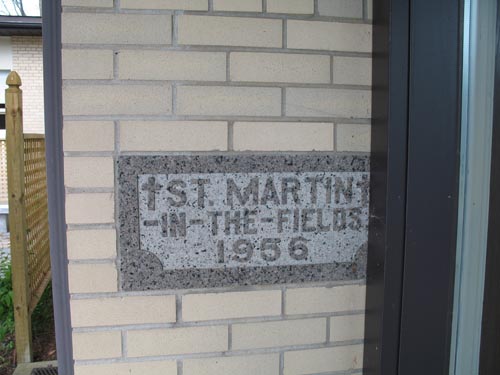 †ST. MARTIN†
-IN-THE-FIELDS
1956